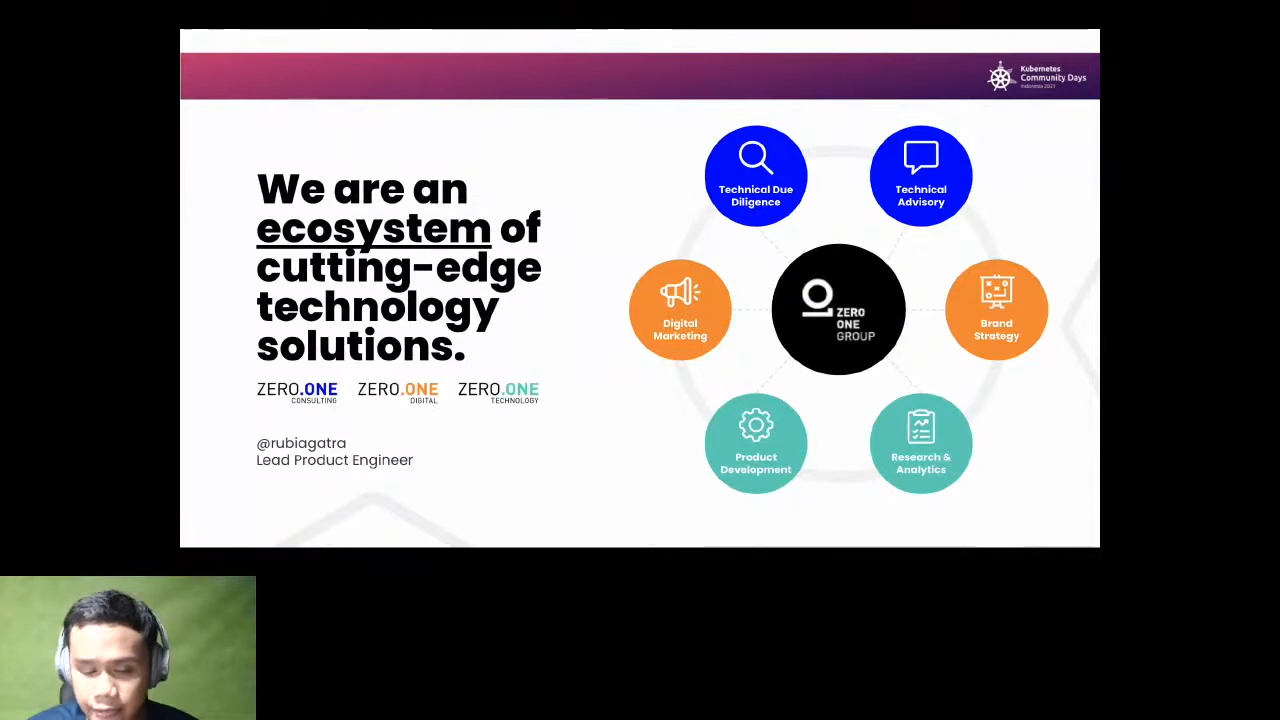 Kubernetes
Community Days
Indonesia 2021
We are an
ecosystem of
cutting-edge
technology
solutions.
ZERO.ONE
CONSULTING
ZERO.ONE
DIGITAL
ZERO.ONE
TECHNOLOGY
@rubiagatra
Lead Product Engineer
Technical Due
Diligence
Technical
Advisory
Digital
Marketing
ZERO
ONE
GROUP
Brand
Strategy
Product
Development
Research &
Analytics